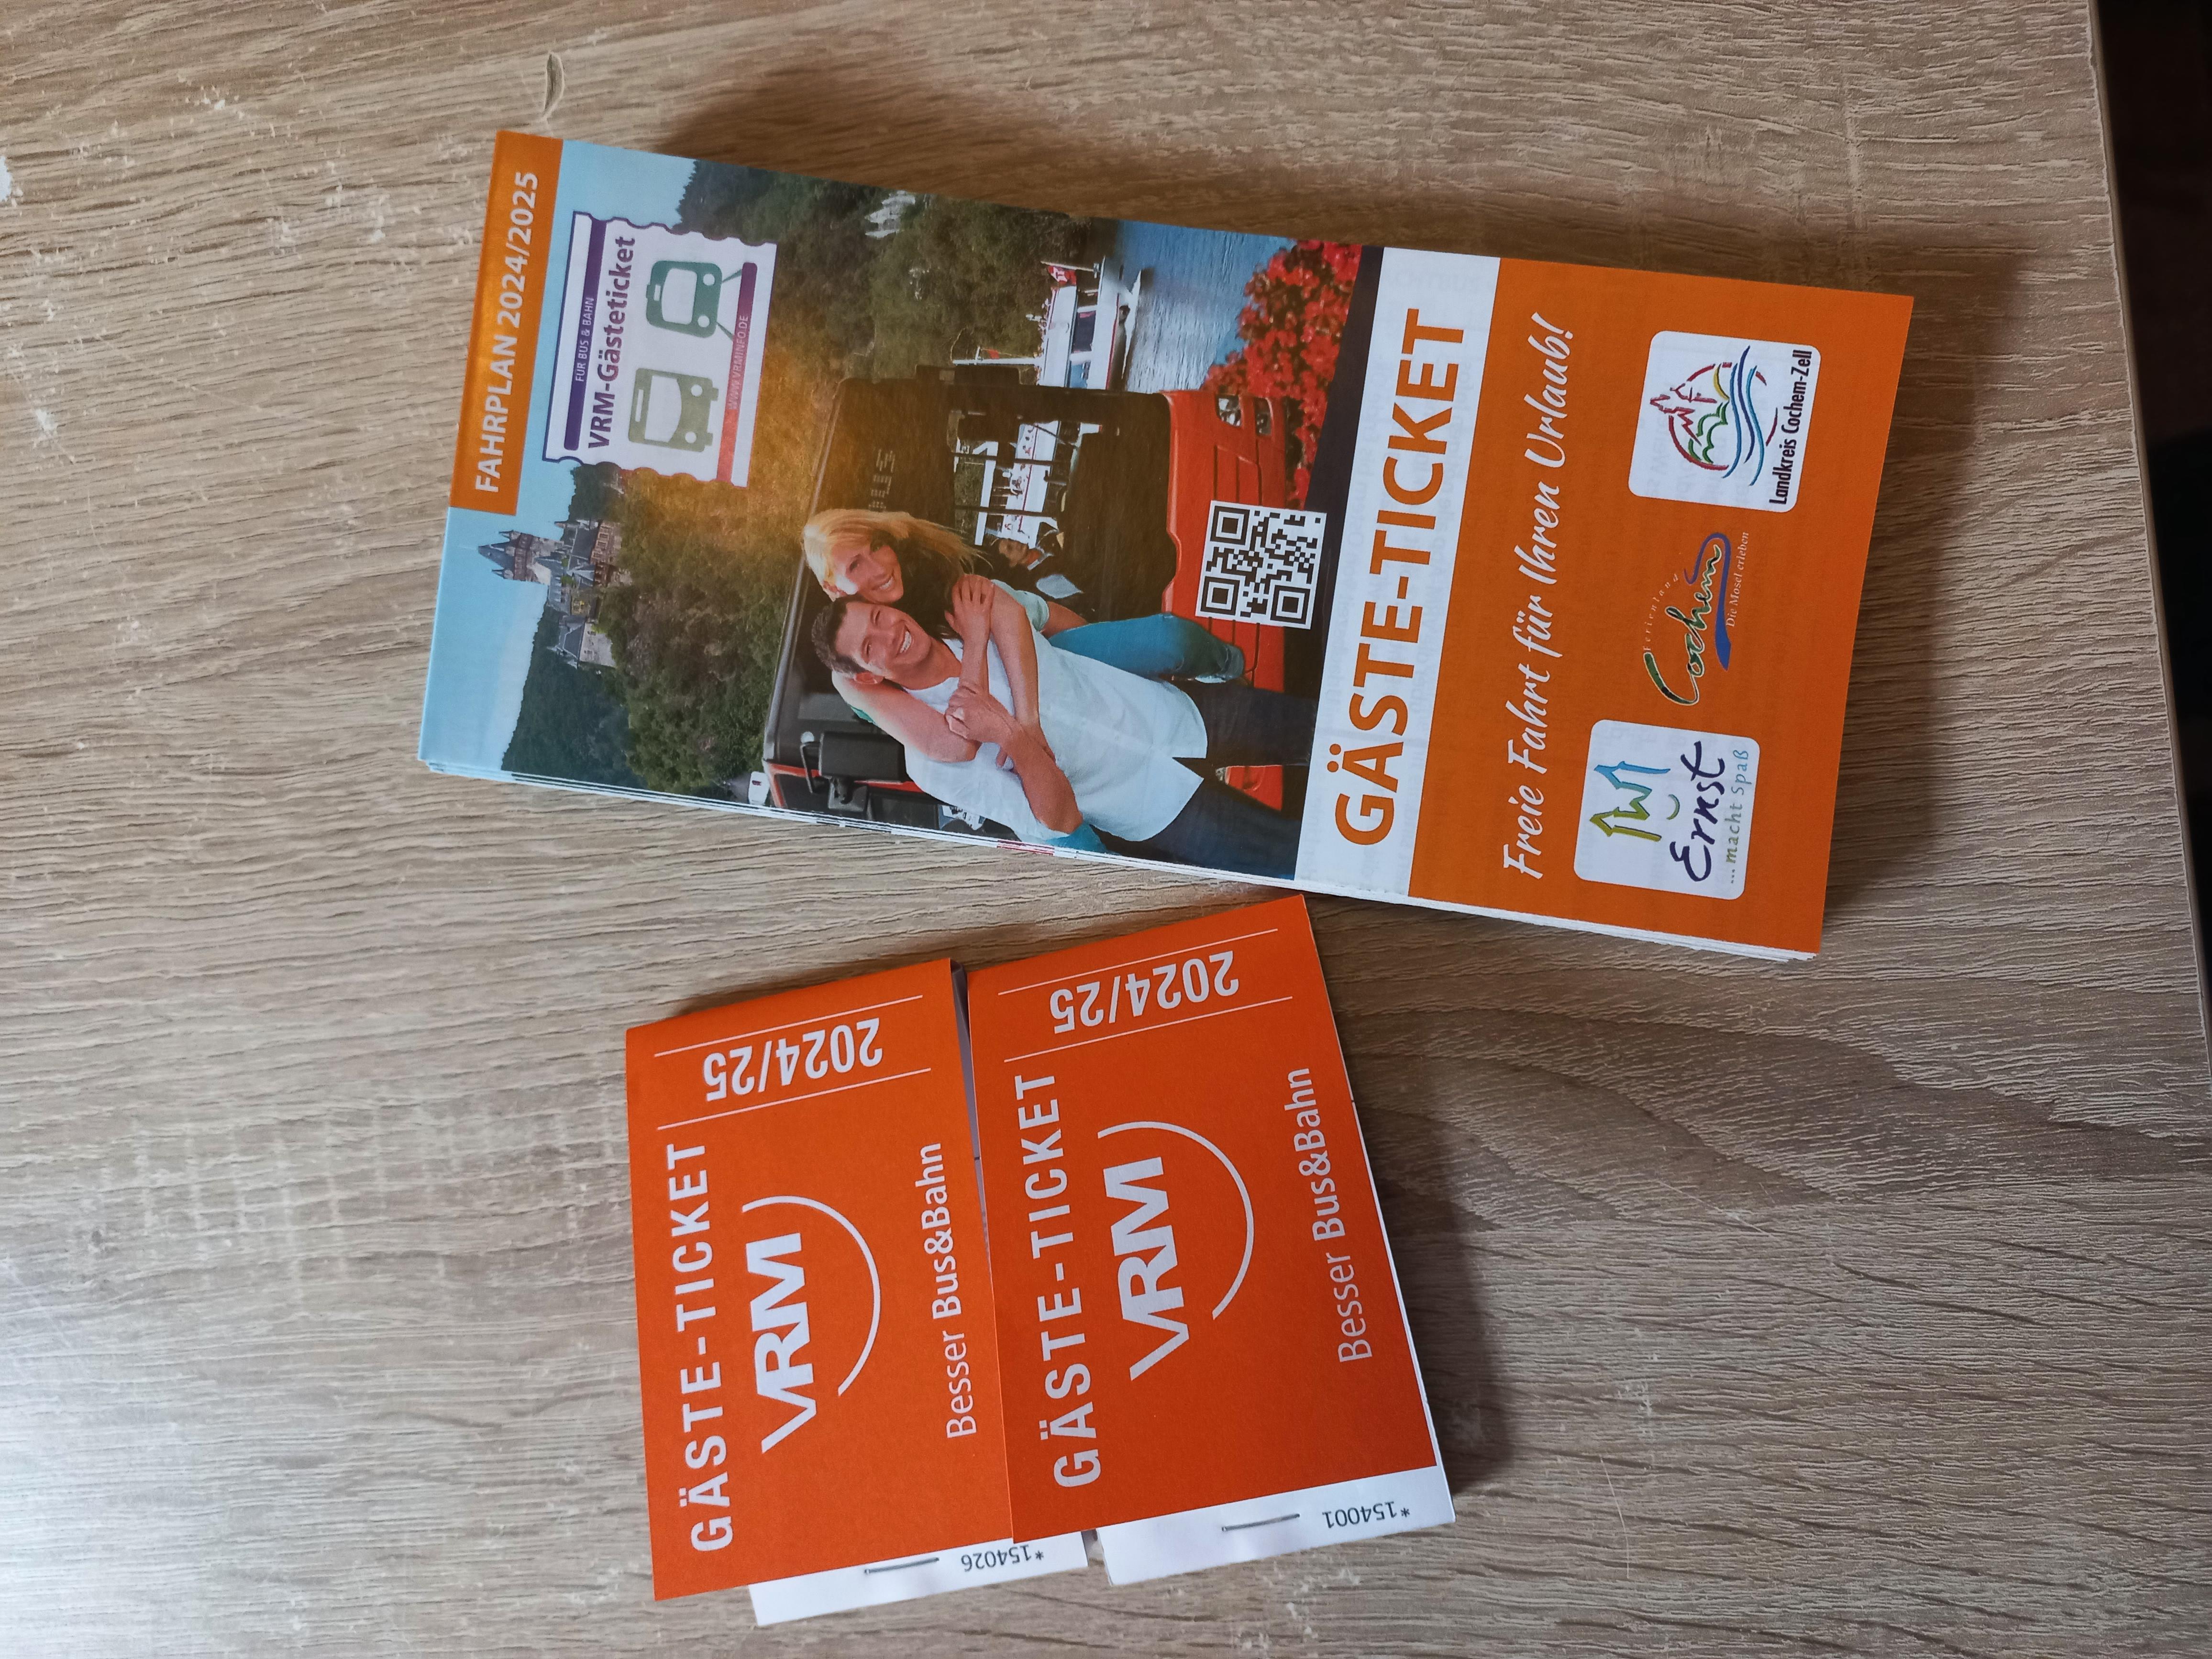 FAHRPLAN 2024/2025
FÜR BUS & BAHN
VRM-Gästeticket
WWW.VRMINFO.DE
GÄSTE-TICKET
Freie Fahrt für Ihren Urlaub!
Ernst
...macht Spaß
Ferienland
Cochem
Die Mosel erleben
Landkreis Cochem-Zell
GÄSTE-TICKET
2024/25
VRM
Besser Bus&Bahn
*154026
GÄSTE-TICKET
2024/25
VRM
Besser Bus&Bahn
*154001